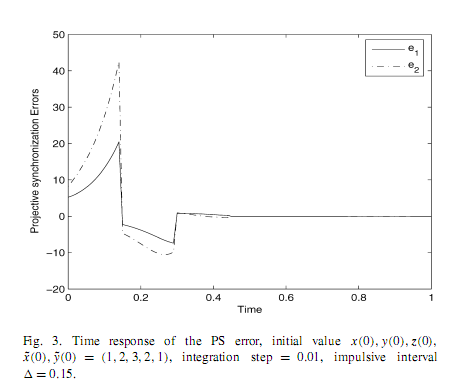 50
40
30
20
10
0
−10
−20
0
0.2
0.4
0.6
0.8
1
Projective synchronization Errors
Time
e₁
e₂
Fig. 3. Time response of the PS error, initial value x(0), y(0), z(0),
x̃(0), ỹ(0) = (1, 2, 3, 2, 1), integration step = 0.01, impulsive interval
Δ = 0.15.